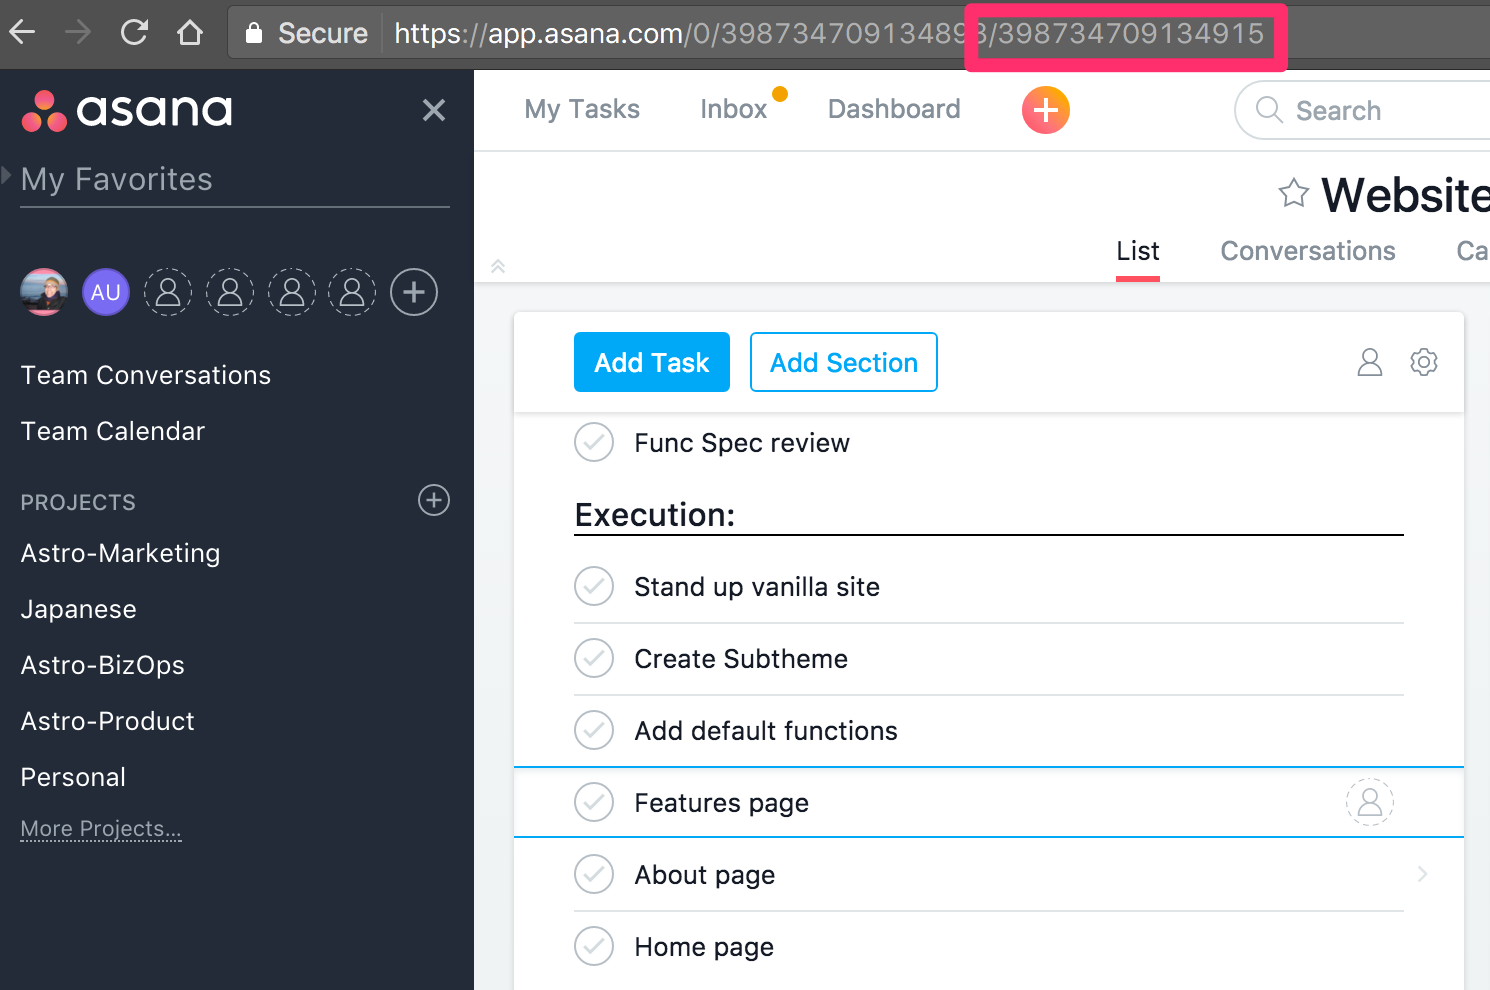 Secure https://app.asana.com/0/398734709134893/398734709134915
asana
My Tasks Inbox Dashboard Search
My Favorites
Website
List Conversations Ca
AU
Add Task Add Section
Team Conversations
Team Calendar
Func Spec review
PROJECTS
Execution:
Astro-Marketing
Stand up vanilla site
Japanese
Create Subtheme
Astro-BizOps
Astro-Product
Add default functions
Personal
Features page
More Projects...
About page
Home page